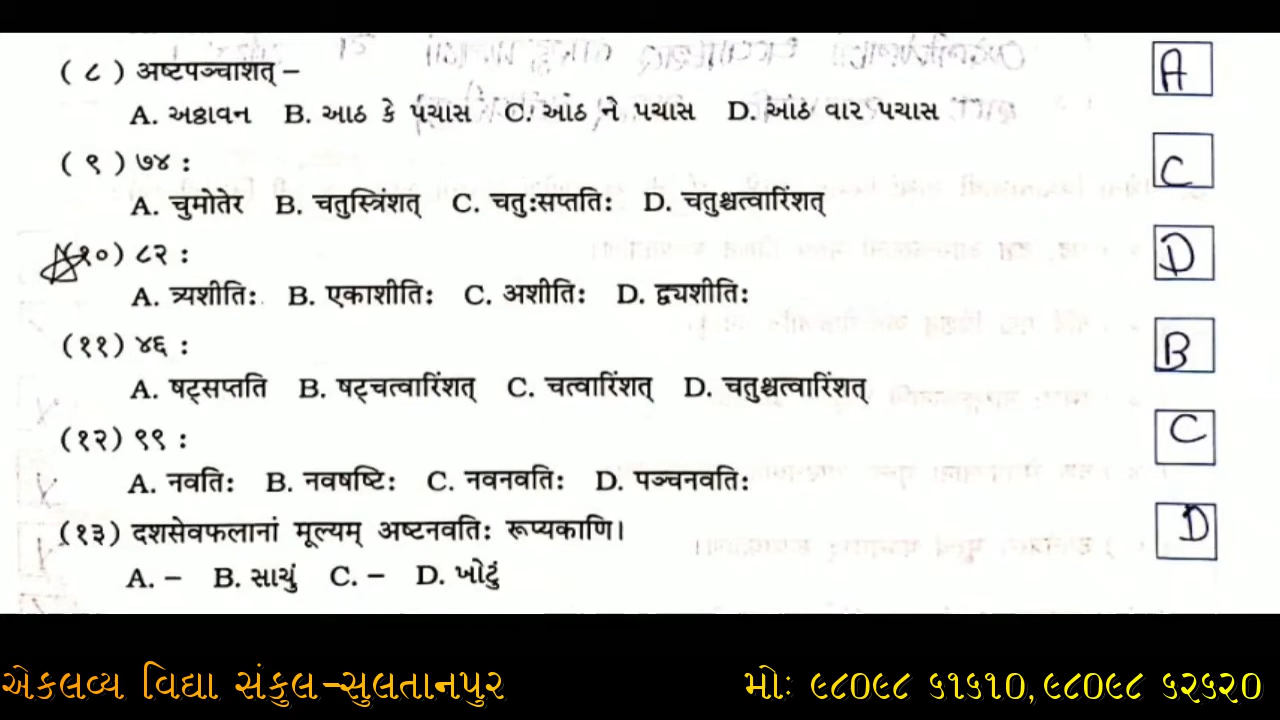 ( ८ ) अष्टपञ्चाशत् – A
A. અઠ્ઠાવન B. આઠ કે પચાસ C. આંઠ ને પચાસ D. આંઠ વાર પચાસ
( ९ ) ७४ : C
A. चुमोतेर B. चतुस्त्रिंशत् C. चतुःसप्ततिः D. चतुश्चत्वारिंशत्
(१०) ८२ : D
A. त्र्यशीतिः B. एकाशीतिः C. अशीतिः D. द्व्यशीतिः
(११) ४६ : B
A. षट्सप्तति B. षट्चत्वारिंशत् C. चत्वारिंशत् D. चतुश्चत्वारिंशत्
(१२) ९९ : C
A. नवतिः B. नवषष्टिः C. नवनवतिः D. पञ्चनवतिः
(१३) दशसेवफलानां मूल्यम् अष्टनवतिः रूप्यकाणि। D
A. – B. સાચું C. – D. ખોટું
એકલવ્ય વિદ્યા સંકુલ-સુલતાનપુર મોઃ ૯૮૦૯૮ ૬૧૬૧૦, ૯૮૦૯૮ ૬૨૬૨૦